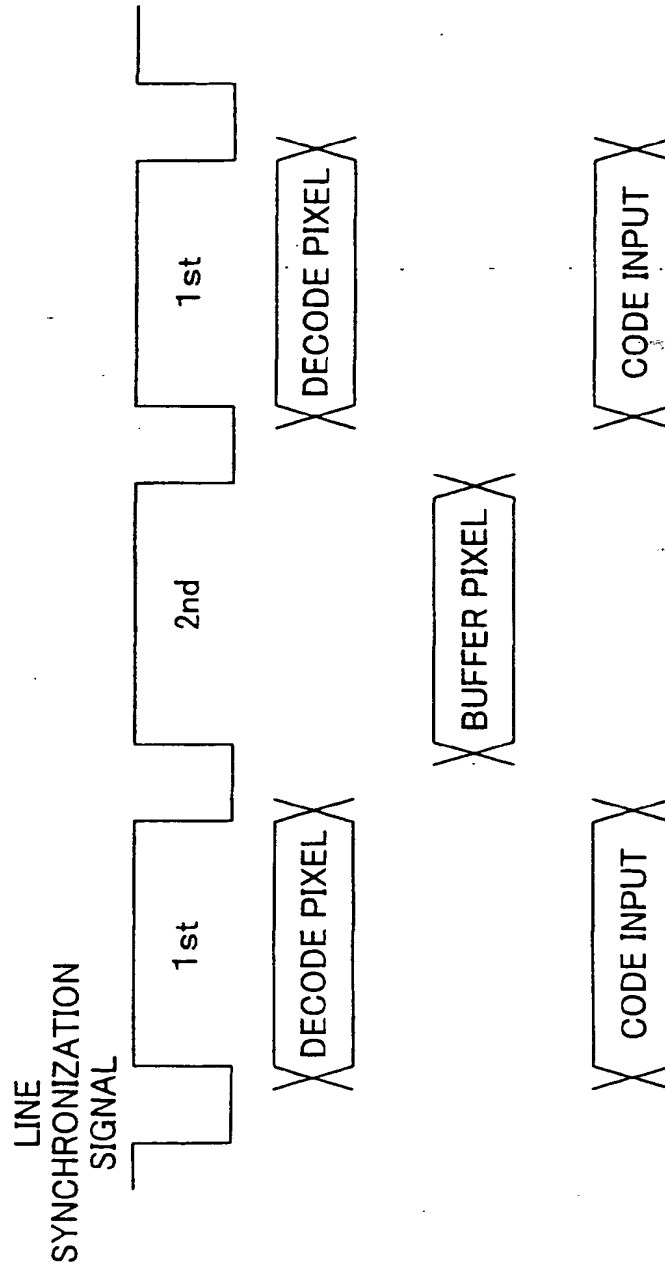 LINE
SYNCHRONIZATION
SIGNAL
1st
2nd
1st
DECODE PIXEL
DECODE PIXEL
BUFFER PIXEL
CODE INPUT
CODE INPUT